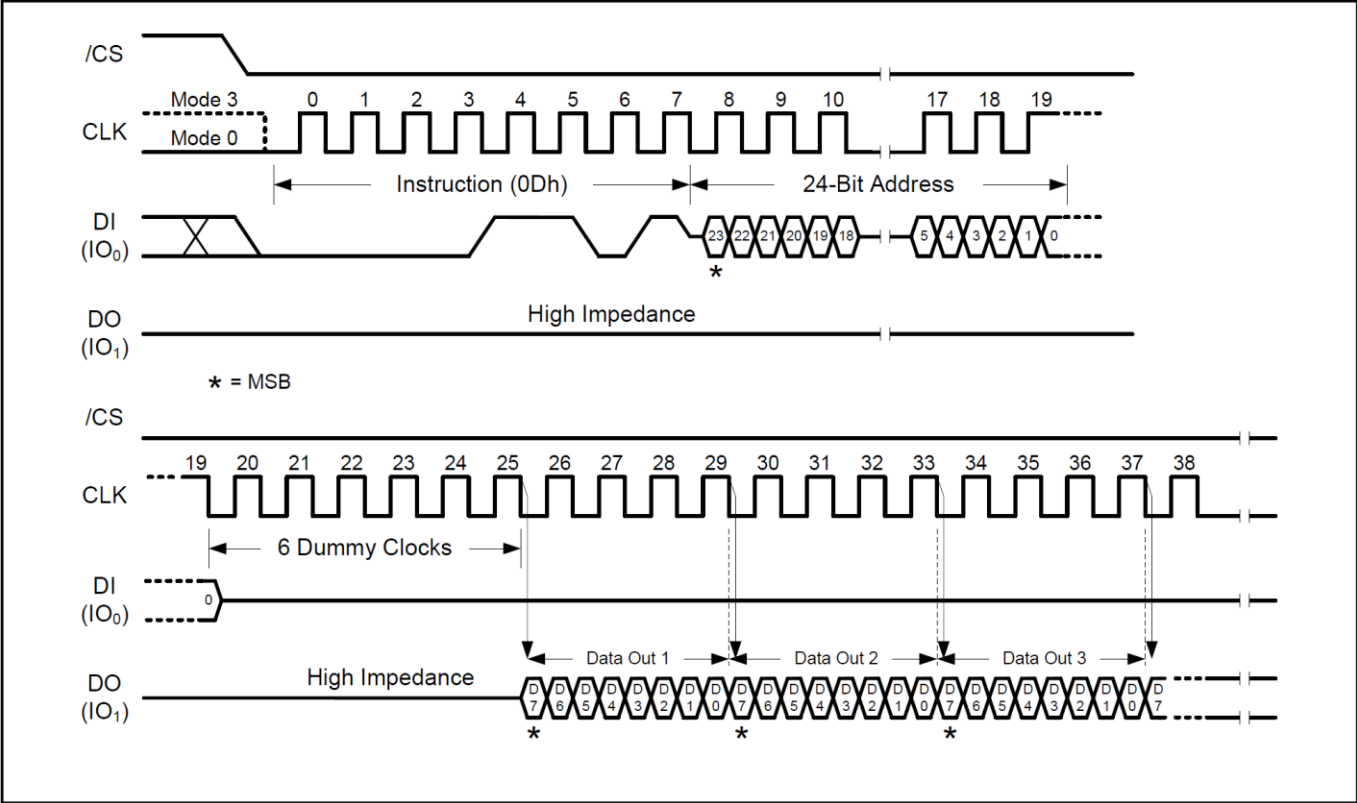 /CS
Mode 3 0 1 2 3 4 5 6 7 8 9 10 17 18 19
CLK
Mode 0
Instruction (0Dh) 24-Bit Address
DI
(IO₀)
23 22 21 20 19 18 5 4 3 2 1 0
*
DO
(IO₁)
High Impedance
* = MSB
/CS
19 20 21 22 23 24 25 26 27 28 29 30 31 32 33 34 35 36 37 38
CLK
6 Dummy Clocks
DI
(IO₀)
0
Data Out 1 Data Out 2 Data Out 3
DO
(IO₁)
High Impedance
D7 D6 D5 D4 D3 D2 D1 D0 D7 D6 D5 D4 D3 D2 D1 D0 D7 D6 D5 D4 D3 D2 D1 D0 D7
* * *